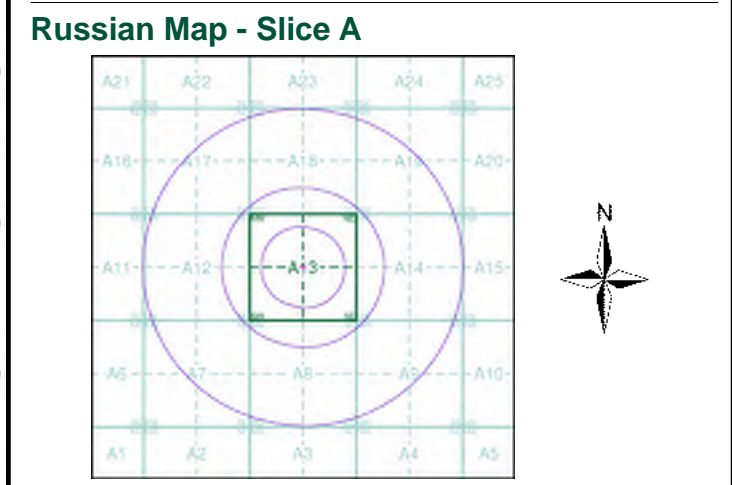 Russian Map - Slice A
A21 A22 A23 A24 A25
A16 A17 A18 A19 A20
N
A11 A12 A13 A14 A15
A6 A7 A8 A9 A10
A1 A2 A3 A4 A5